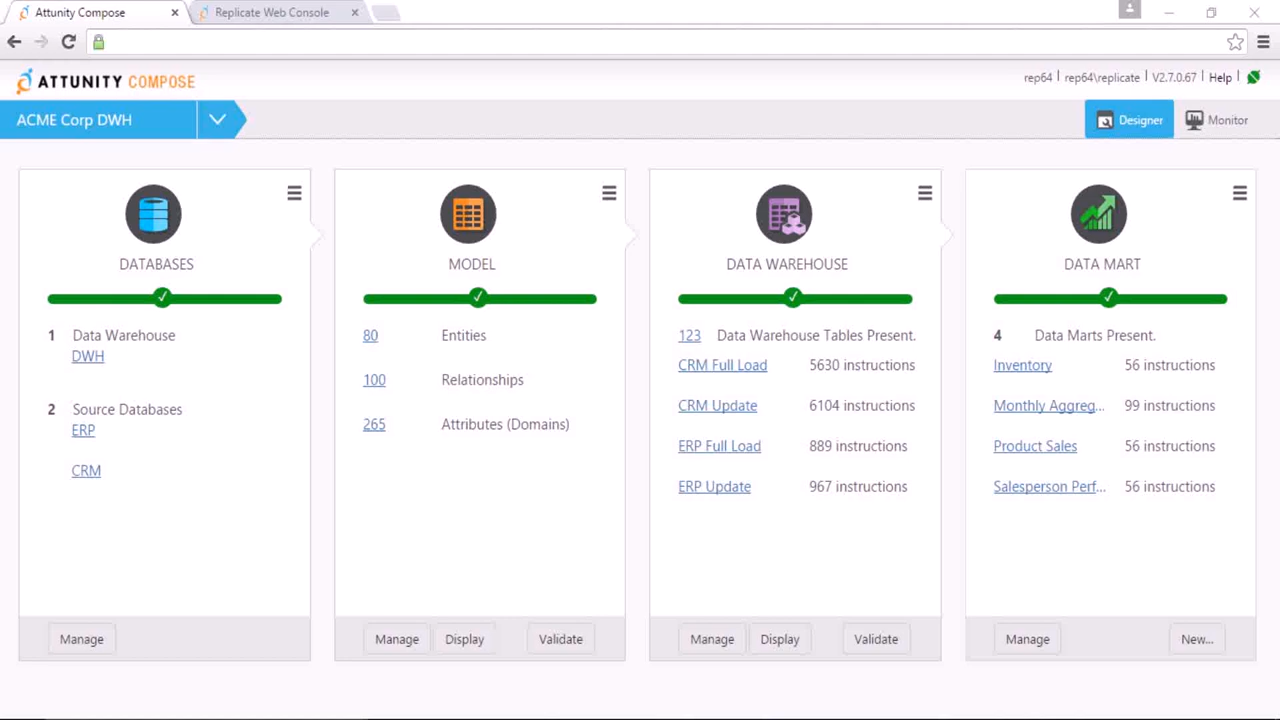 Attunity Compose
Replicate Web Console
ATTUNITY COMPOSE
rep64 | rep64\replicate | V2.7.0.67 | Help |
ACME Corp DWH
Designer
Monitor
DATABASES
1 Data Warehouse
DWH
2 Source Databases
ERP
CRM
Manage
MODEL
80 Entities
100 Relationships
265 Attributes (Domains)
Manage Display Validate
DATA WAREHOUSE
123 Data Warehouse Tables Present.
CRM Full Load 5630 instructions
CRM Update 6104 instructions
ERP Full Load 889 instructions
ERP Update 967 instructions
Manage Display Validate
DATA MART
4 Data Marts Present.
Inventory 56 instructions
Monthly Aggreg... 99 instructions
Product Sales 56 instructions
Salesperson Perf... 56 instructions
Manage New...